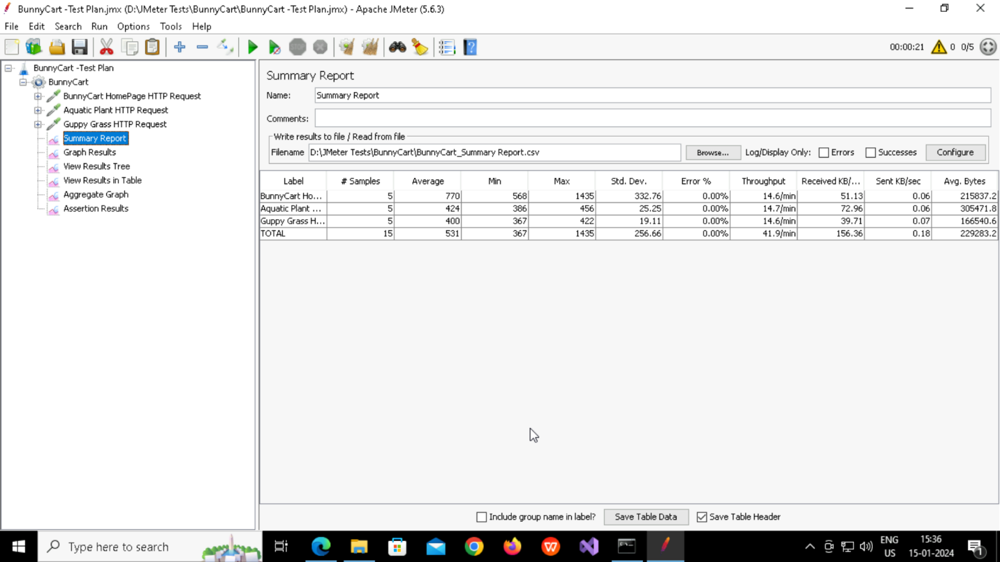 BunnyCart -Test Plan.jmx (D:\JMeter Tests\BunnyCart\BunnyCart -Test Plan.jmx) - Apache JMeter (5.6.3)
File Edit Search Run Options Tools Help
STOP
00:00:21 0 0/5
BunnyCart -Test Plan
BunnyCart
BunnyCart HomePage HTTP Request
Aquatic Plant HTTP Request
Guppy Grass HTTP Request
Summary Report
Graph Results
View Results Tree
View Results in Table
Aggregate Graph
Assertion Results
Summary Report
Name: Summary Report
Comments:
Write results to file / Read from file
Filename D:\JMeter Tests\BunnyCart\BunnyCart_Summary Report.csv Browse... Log/Display Only: Errors Successes Configure
Label # Samples Average Min Max Std. Dev. Error % Throughput Received KB/... Sent KB/sec Avg. Bytes
BunnyCart Ho... 5 770 568 1435 332.76 0.00% 14.6/min 51.13 0.06 215837.2
Aquatic Plant ... 5 424 386 456 25.25 0.00% 14.7/min 72.96 0.06 305471.8
Guppy Grass H... 5 400 367 422 19.11 0.00% 14.6/min 39.71 0.07 166540.6
TOTAL 15 531 367 1435 256.66 0.00% 41.9/min 156.36 0.18 229283.2
Include group name in label? Save Table Data Save Table Header
Type here to search
ENG
US
15:36
15-01-2024
1